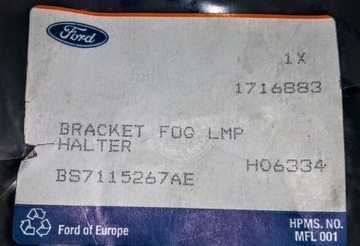 Ford
1X
1716883
BRACKET FOG LMP
HALTER
H06334
BS7115267AE
Ford of Europe
HPMS. NO.
MFL 001